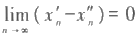 lim (x′ₙ − x″ₙ) = 0
n→∞